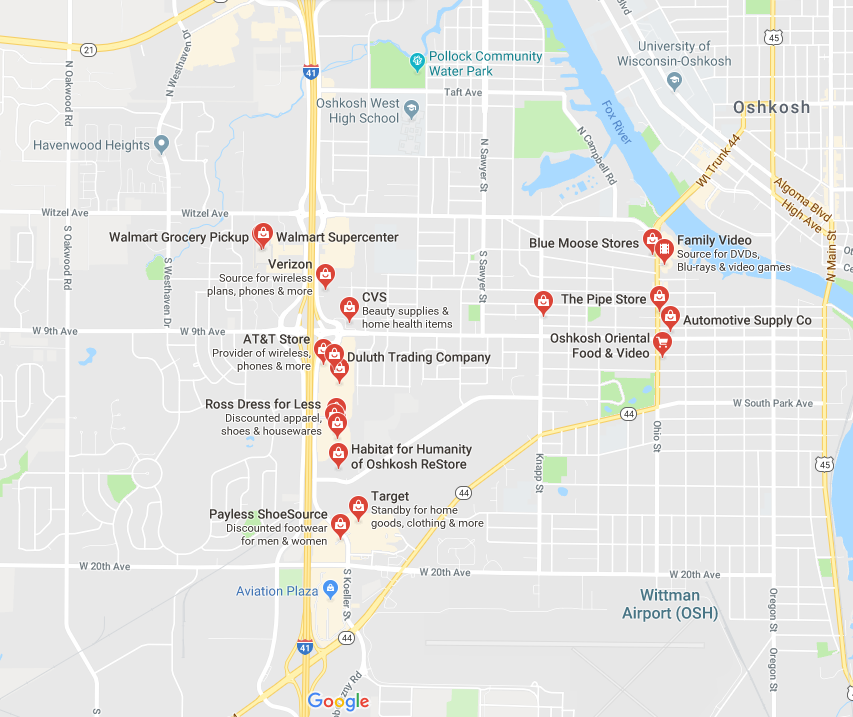 45
21
N Oakwood Rd
N Westhaven Dr
41
Pollock Community
Water Park
Taft Ave
University of
Wisconsin-Oshkosh
Oshkosh
Oshkosh West
High School
Fox River
N Campbell Rd
WI Trunk 44
Havenwood Heights
N Sawyer St
Algoma Blvd
High Ave
Witzel Ave
Witzel Ave
Walmart Grocery Pickup
Walmart Supercenter
S Oakwood Rd
S Westhaven Dr
S Sawyer St
Blue Moose Stores
Family Video
Source for DVDs,
Blu-rays & video games
N Main St
Verizon
Source for wireless
plans, phones & more
CVS
Beauty supplies &
home health items
The Pipe Store
Automotive Supply Co
W 9th Ave
W 9th Ave
AT&T Store
Provider of wireless,
phones & more
Duluth Trading Company
Oshkosh Oriental
Food & Video
Ross Dress for Less
Discounted apparel,
shoes & housewares
W South Park Ave
44
Ohio St
Habitat for Humanity
of Oshkosh ReStore
Knapp St
45
44
Target
Standby for home
goods, clothing & more
Payless ShoeSource
Discounted footwear
for men & women
W 20th Ave
W 20th Ave
W 20th Ave
Aviation Plaza
S Koeller St
Wittman
Airport (OSH)
Oregon St
Oregon St
44
41
Google